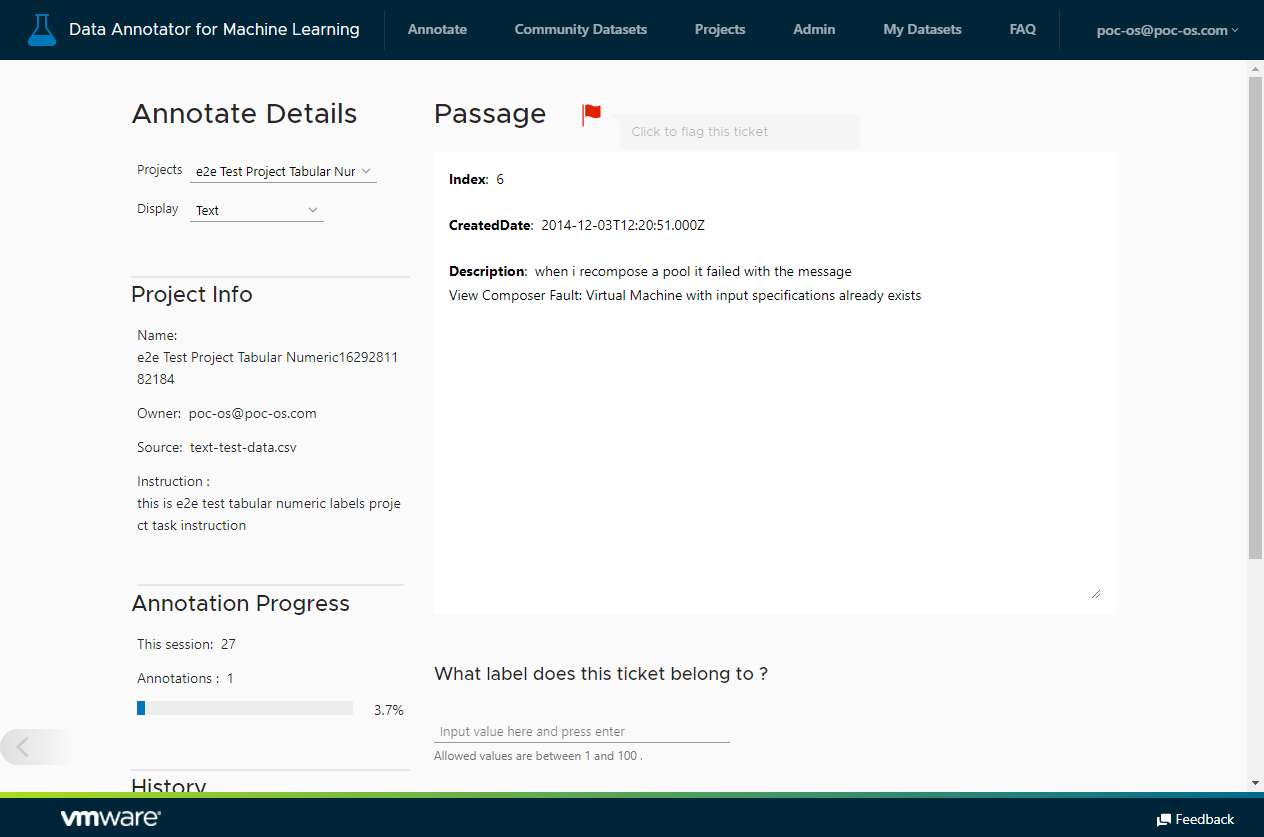 Data Annotator for Machine Learning
Annotate
Community Datasets
Projects
Admin
My Datasets
FAQ
poc-os@poc-os.com
Annotate Details
Projects
e2e Test Project Tabular Nur
Display
Text
Project Info
Name:
e2e Test Project Tabular Numeric16292811
82184
Owner: poc-os@poc-os.com
Source: text-test-data.csv
Instruction :
this is e2e test tabular numeric labels proje
ct task instruction
Annotation Progress
This session: 27
Annotations : 1
3.7%
History
Passage
Click to flag this ticket
Index: 6
CreatedDate: 2014-12-03T12:20:51.000Z
Description: when i recompose a pool it failed with the message
View Composer Fault: Virtual Machine with input specifications already exists
What label does this ticket belong to ?
Input value here and press enter
Allowed values are between 1 and 100 .
vmware
Feedback